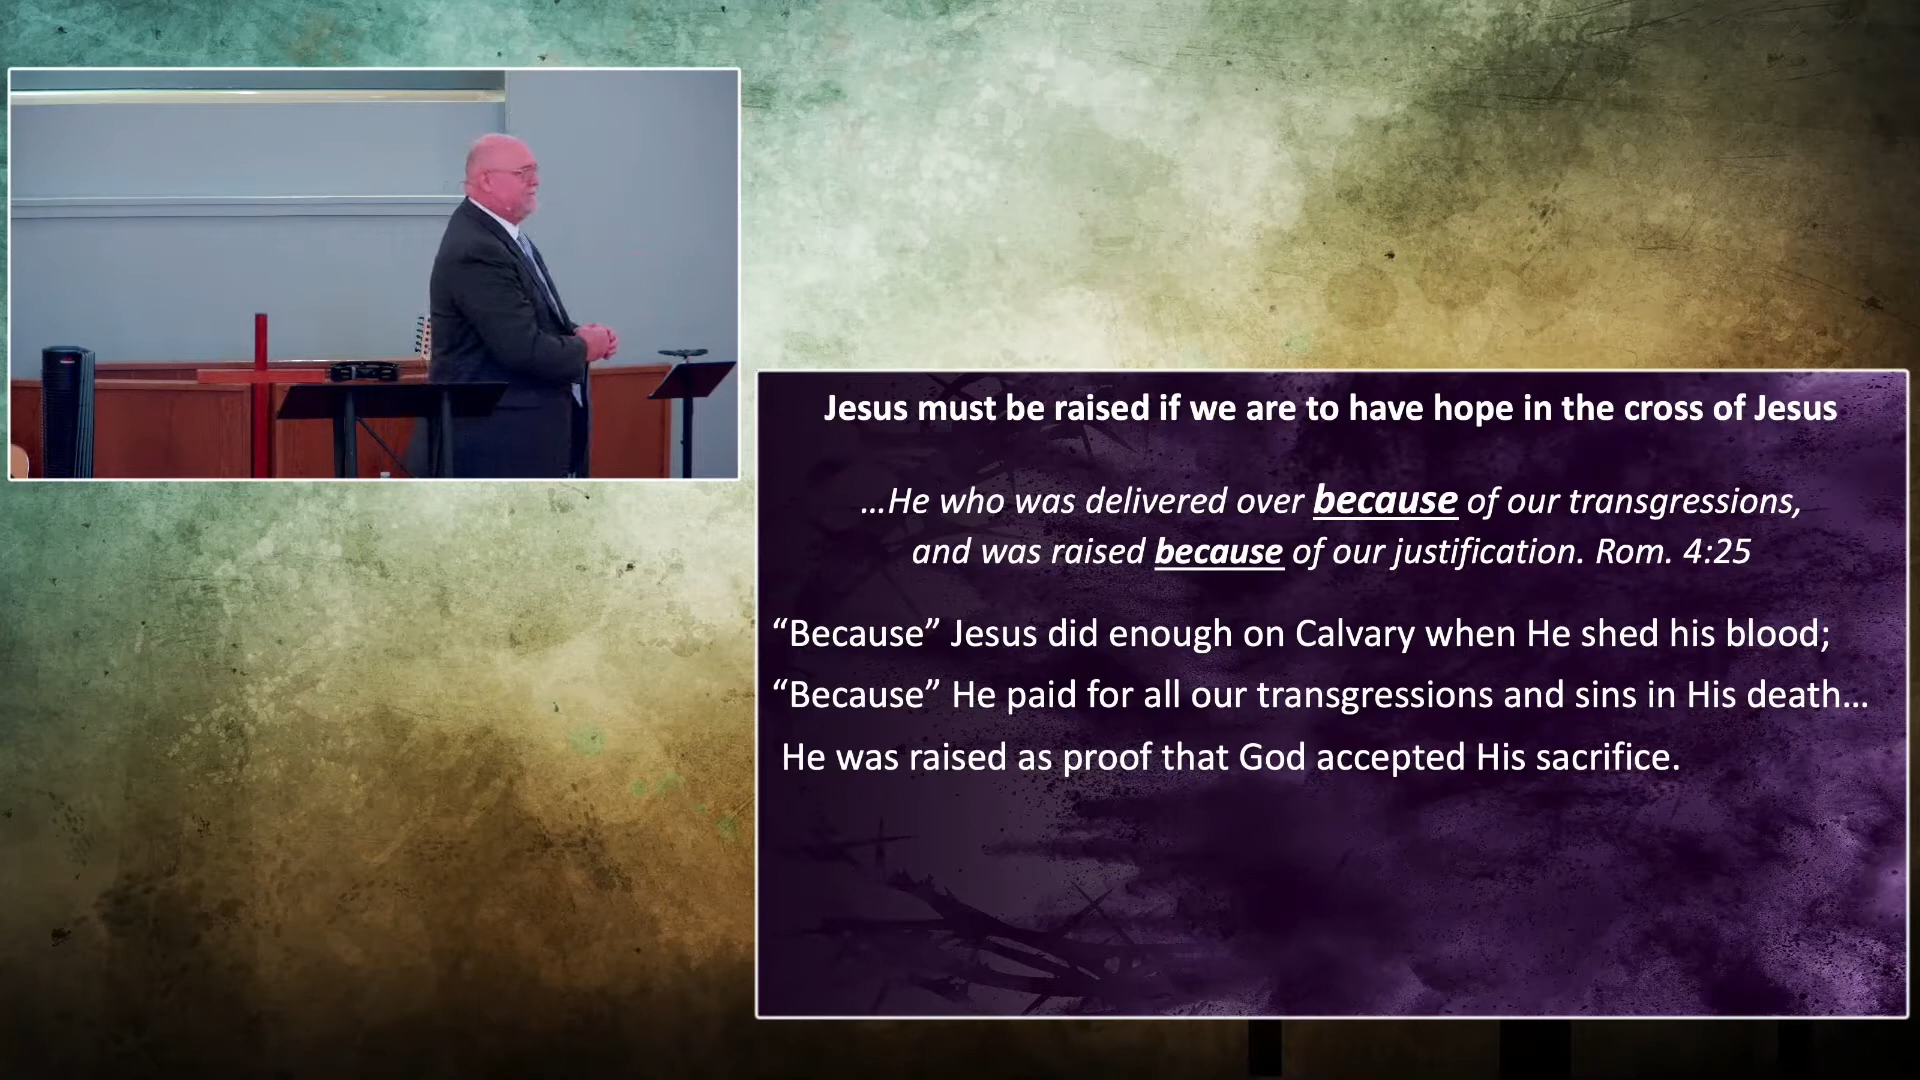 Jesus must be raised if we are to have hope in the cross of Jesus
…He who was delivered over because of our transgressions,
and was raised because of our justification. Rom. 4:25
“Because” Jesus did enough on Calvary when He shed his blood;
“Because” He paid for all our transgressions and sins in His death…
He was raised as proof that God accepted His sacrifice.